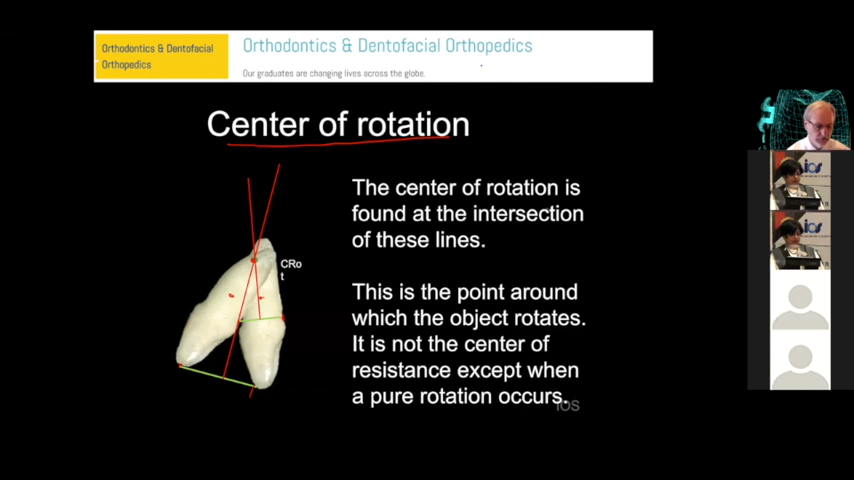 Orthodontics & Dentofacial
Orthopedics
Orthodontics & Dentofacial Orthopedics
Our graduates are changing lives across the globe.
Center of rotation
The center of rotation is
found at the intersection
of these lines.
CRo
t
This is the point around
which the object rotates.
It is not the center of
resistance except when
a pure rotation occurs.
iOS
ios
ios